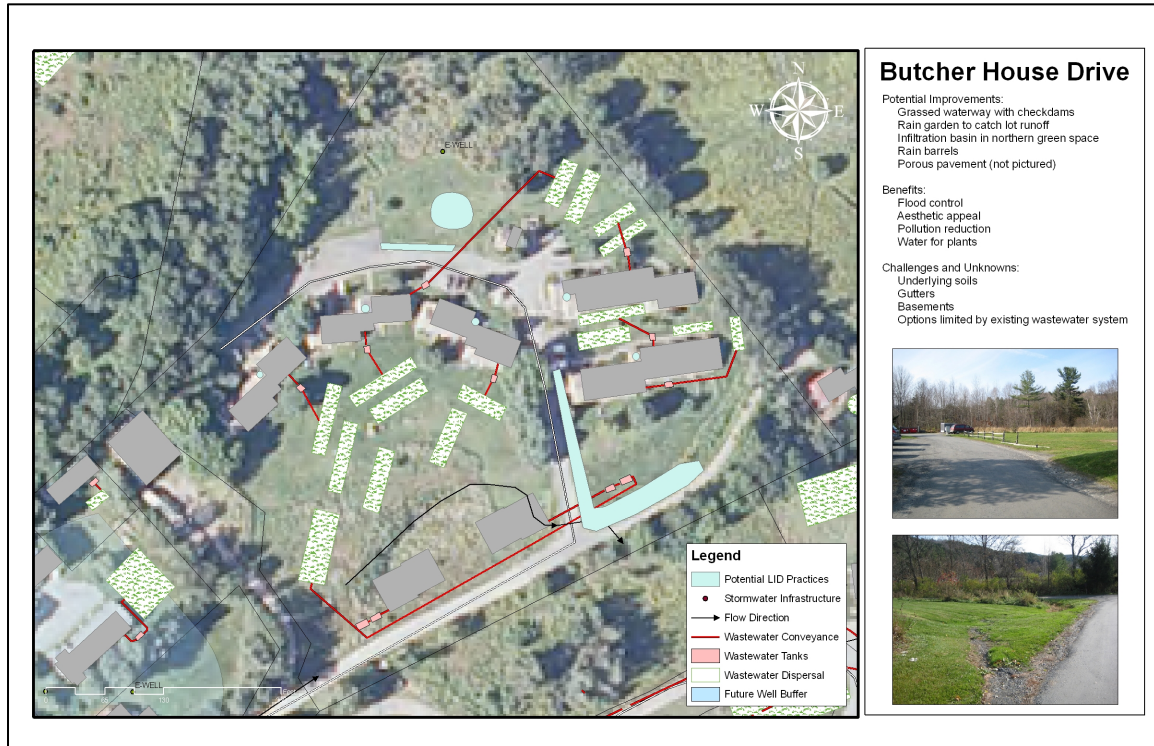 N
W
E
S
E-WELL
E-WELL
0
65
130
Legend
Potential LID Practices
Stormwater Infrastructure
Flow Direction
Wastewater Conveyance
Wastewater Tanks
Wastewater Dispersal
Future Well Buffer
Butcher House Drive
Potential Improvements:
Grassed waterway with checkdams
Rain garden to catch lot runoff
Infiltration basin in northern green space
Rain barrels
Porous pavement (not pictured)
Benefits:
Flood control
Aesthetic appeal
Pollution reduction
Water for plants
Challenges and Unknowns:
Underlying soils
Gutters
Basements
Options limited by existing wastewater system